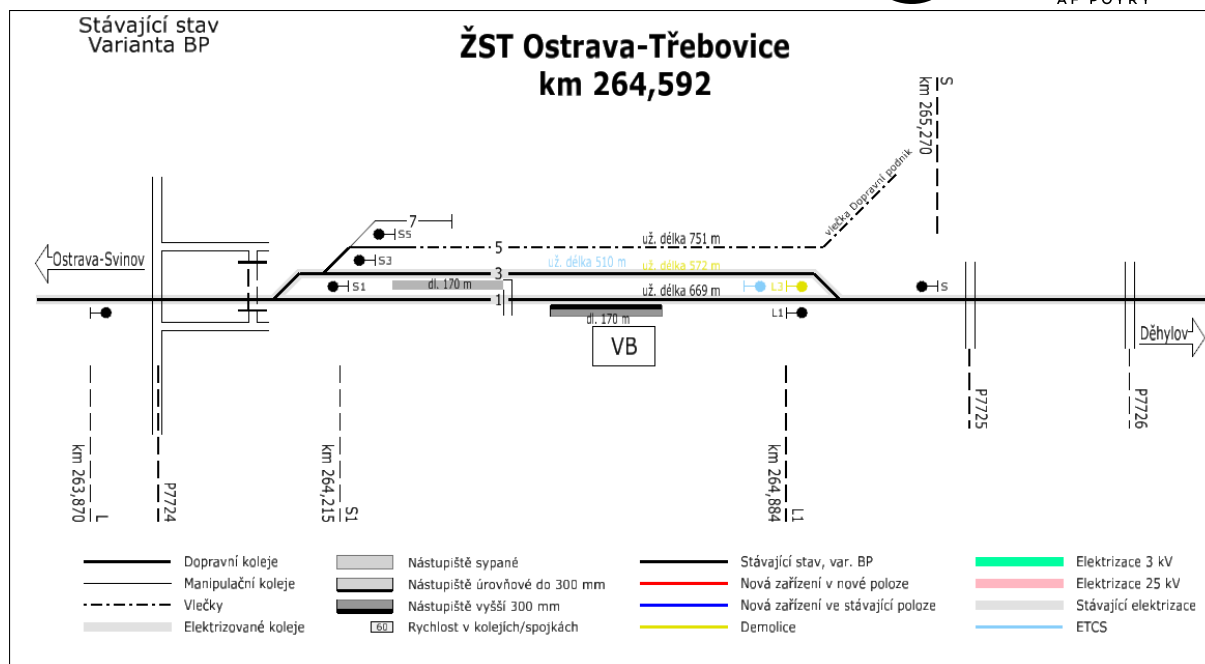 AF POTRY
Stávající stav
Varianta BP
ŽST Ostrava-Třebovice
km 264,592
S
km 265,270
vlečka Dopravní podnik
7
S5
5
už. délka 751 m
Ostrava-Svinov
S3
už. délka 510 m
už. délka 572 m
3
S1
dl. 170 m
už. délka 669 m
L3
S
1
dl. 170 m
L1
VB
Děhylov
km 263,870
L
P7724
km 264,215
S1
km 264,884
L1
P7725
P7726
Dopravní koleje
Manipulační koleje
Vlečky
Elektrizované koleje
Nástupiště sypané
Nástupiště úrovňové do 300 mm
Nástupiště vyšší 300 mm
60 Rychlost v kolejích/spojkách
Stávající stav, var. BP
Nová zařízení v nové poloze
Nová zařízení ve stávající poloze
Demolice
Elektrizace 3 kV
Elektrizace 25 kV
Stávající elektrizace
ETCS